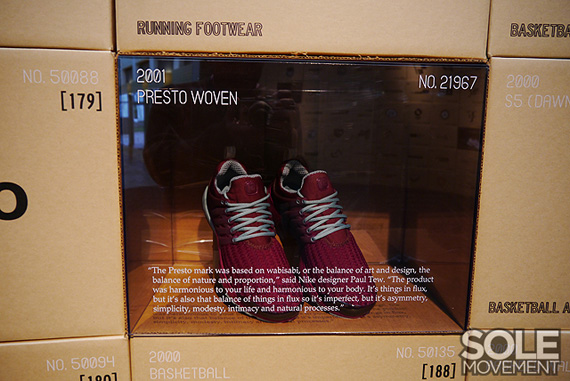 RUNNING FOOTWEAR
BASKETBA
NO. 50088
[179]
2001
PRESTO WOVEN
NO. 21967
2000
S5.(DAWN
o
"The Presto mark was based on wabisabi, or the balance of art and design, the
balance of nature and proportion," said Nike designer Paul Tew. "The product
was harmonious to your life and harmonious to your body. It's things in flux,
but it's also that balance of things in flux so it's imperfect, but it's asymmetry,
simplicity, modesty, intimacy and natural processes."
BASKETBALL A
NO. 50094
2000
BASKETBALL
NO. 50135
[188]
SOLE
MOVEMENT